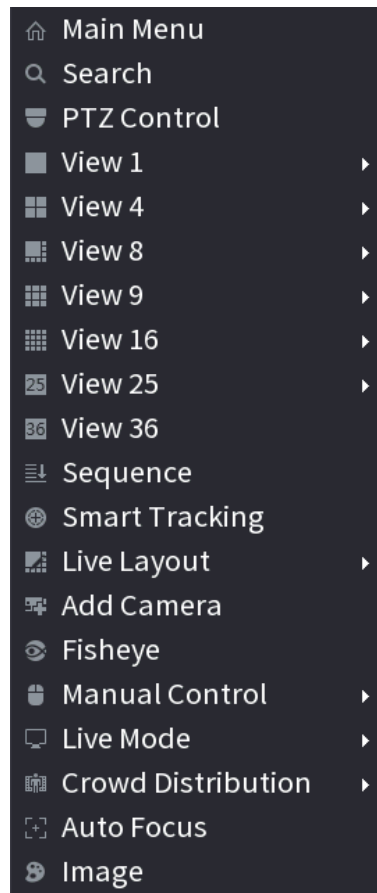 Main Menu
Search
PTZ Control
View 1
View 4
View 8
View 9
View 16
25 View 25
36 View 36
Sequence
Smart Tracking
Live Layout
Add Camera
Fisheye
Manual Control
Live Mode
Crowd Distribution
Auto Focus
Image